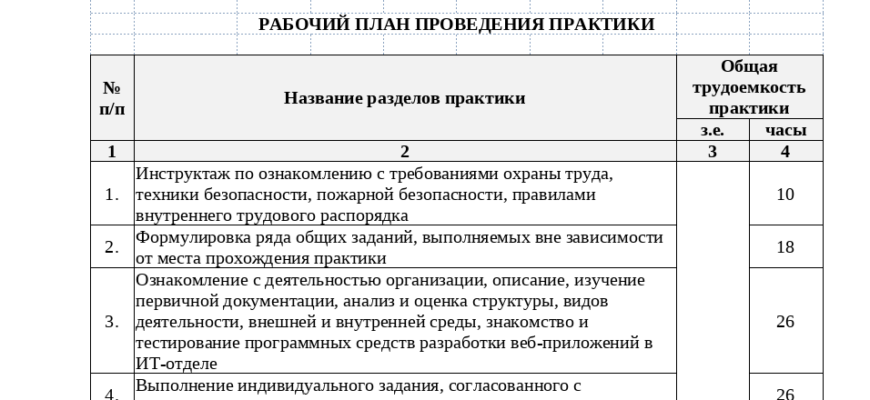 РАБОЧИЙ ПЛАН ПРОВЕДЕНИЯ ПРАКТИКИ
№ п/п
Название разделов практики
Общая
трудоемкость
практики
з.е.
часы
1
2
3
4
1.
Инструктаж по ознакомлению с требованиями охраны труда,
техники безопасности, пожарной безопасности, правилами
внутреннего трудового распорядка
10
2.
Формулировка ряда общих заданий, выполняемых вне зависимости
от места прохождения практики
18
3.
Ознакомление с деятельностью организации, описание, изучение
первичной документации, анализ и оценка структуры, видов
деятельности, внешней и внутренней среды, знакомство и
тестирование программных средств разработки веб-приложений в
ИТ-отделе
26
4.
Выполнение индивидуального задания, согласованного с
26